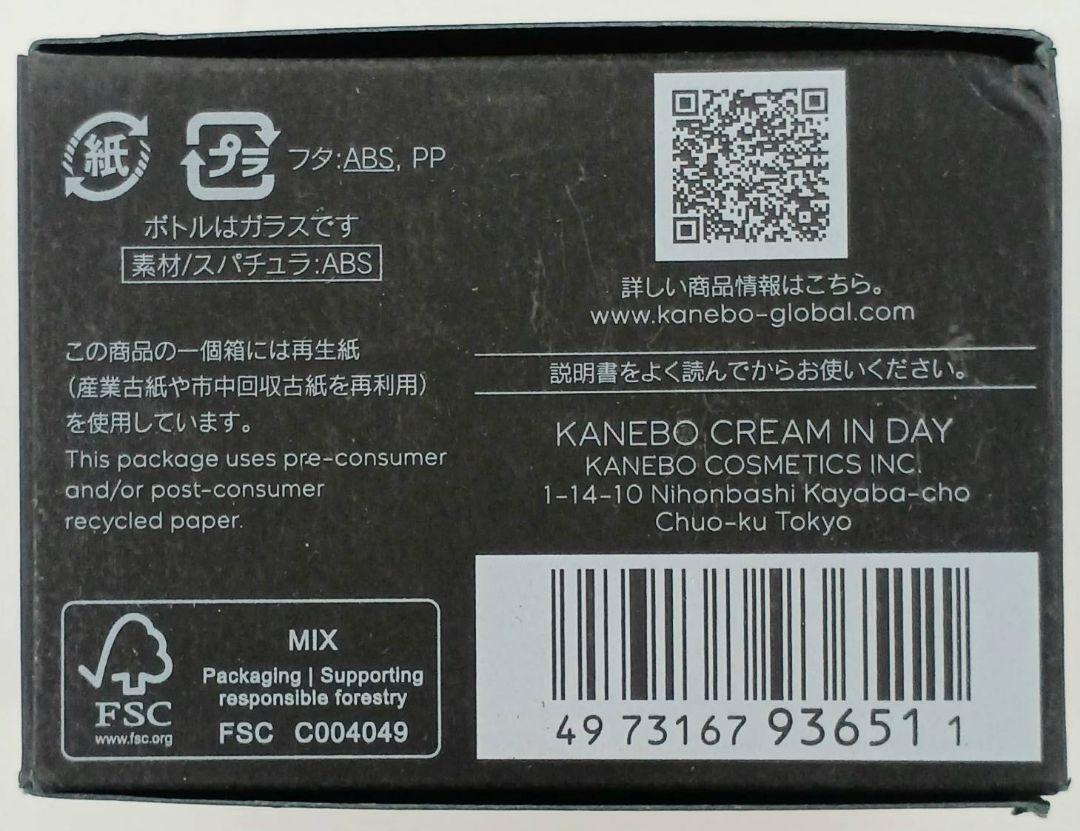 紙
プラ
フタ:ABS, PP
ボトルはガラスです
素材/スパチュラ:ABS
この商品の一個箱には再生紙
(産業古紙や市中回収古紙を再利用)
を使用しています。
This package uses pre-consumer
and/or post-consumer
recycled paper.
FSC
www.fsc.org
MIX
Packaging | Supporting
responsible forestry
FSC C004049
詳しい商品情報はこちら。
www.kanebo-global.com
説明書をよく読んでからお使いください。
KANEBO CREAM IN DAY
KANEBO COSMETICS INC.
1-14-10 Nihonbashi Kayaba-cho
Chuo-ku Tokyo
49 73167 93651 1